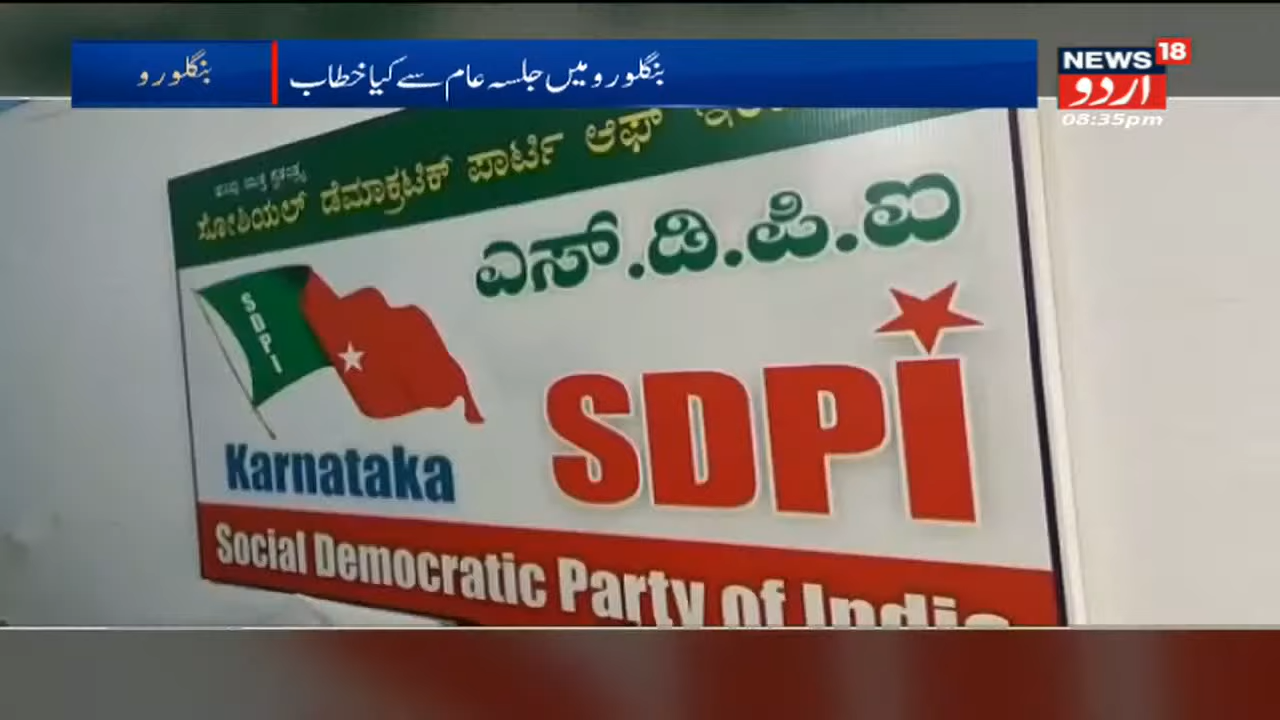 بنگلورو
بنگلورو میں جلسہ عام سے کیا خطاب
NEWS 18
اردو
08:35pm
ಸೋಶಿಯಲ್ ಡೆಮಾಕ್ರಟಿಕ್ ಪಾರ್ಟಿ ಆಫ್
ಎಸ್.ಡಿ.ಪಿ.ಐ
SDPI
SDPI
Karnataka
Social Democratic Party of India